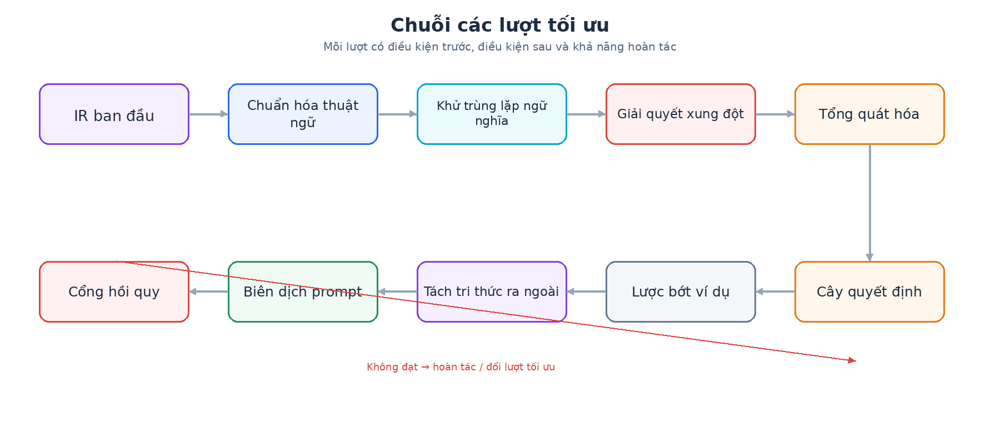 Chuỗi các lượt tối ưu
Mỗi lượt có điều kiện trước, điều kiện sau và khả năng hoàn tác
IR ban đầu
Chuẩn hóa thuật
ngữ
Khử trùng lặp ngữ
nghĩa
Giải quyết xung đột
Tổng quát hóa
Cổng hồi quy
Biên dịch prompt
Tách tri thức ra ngoài
Lược bớt ví dụ
Cây quyết định
Không đạt → hoàn tác / đổi lượt tối ưu